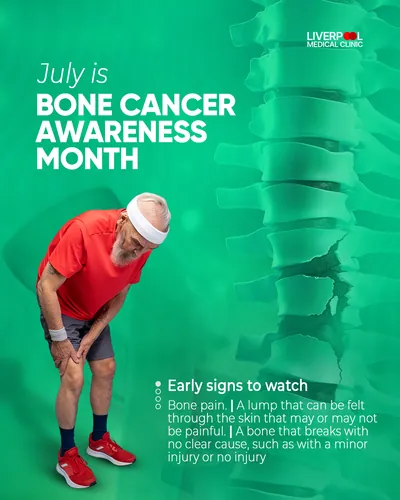 LIVERPOOL
MEDICAL CLINIC
July is
BONE CANCER
AWARENESS
MONTH
Early signs to watch
Bone pain. | A lump that can be felt
through the skin that may or may not
be painful. | A bone that breaks with
no clear cause, such as with a minor
injury or no injury